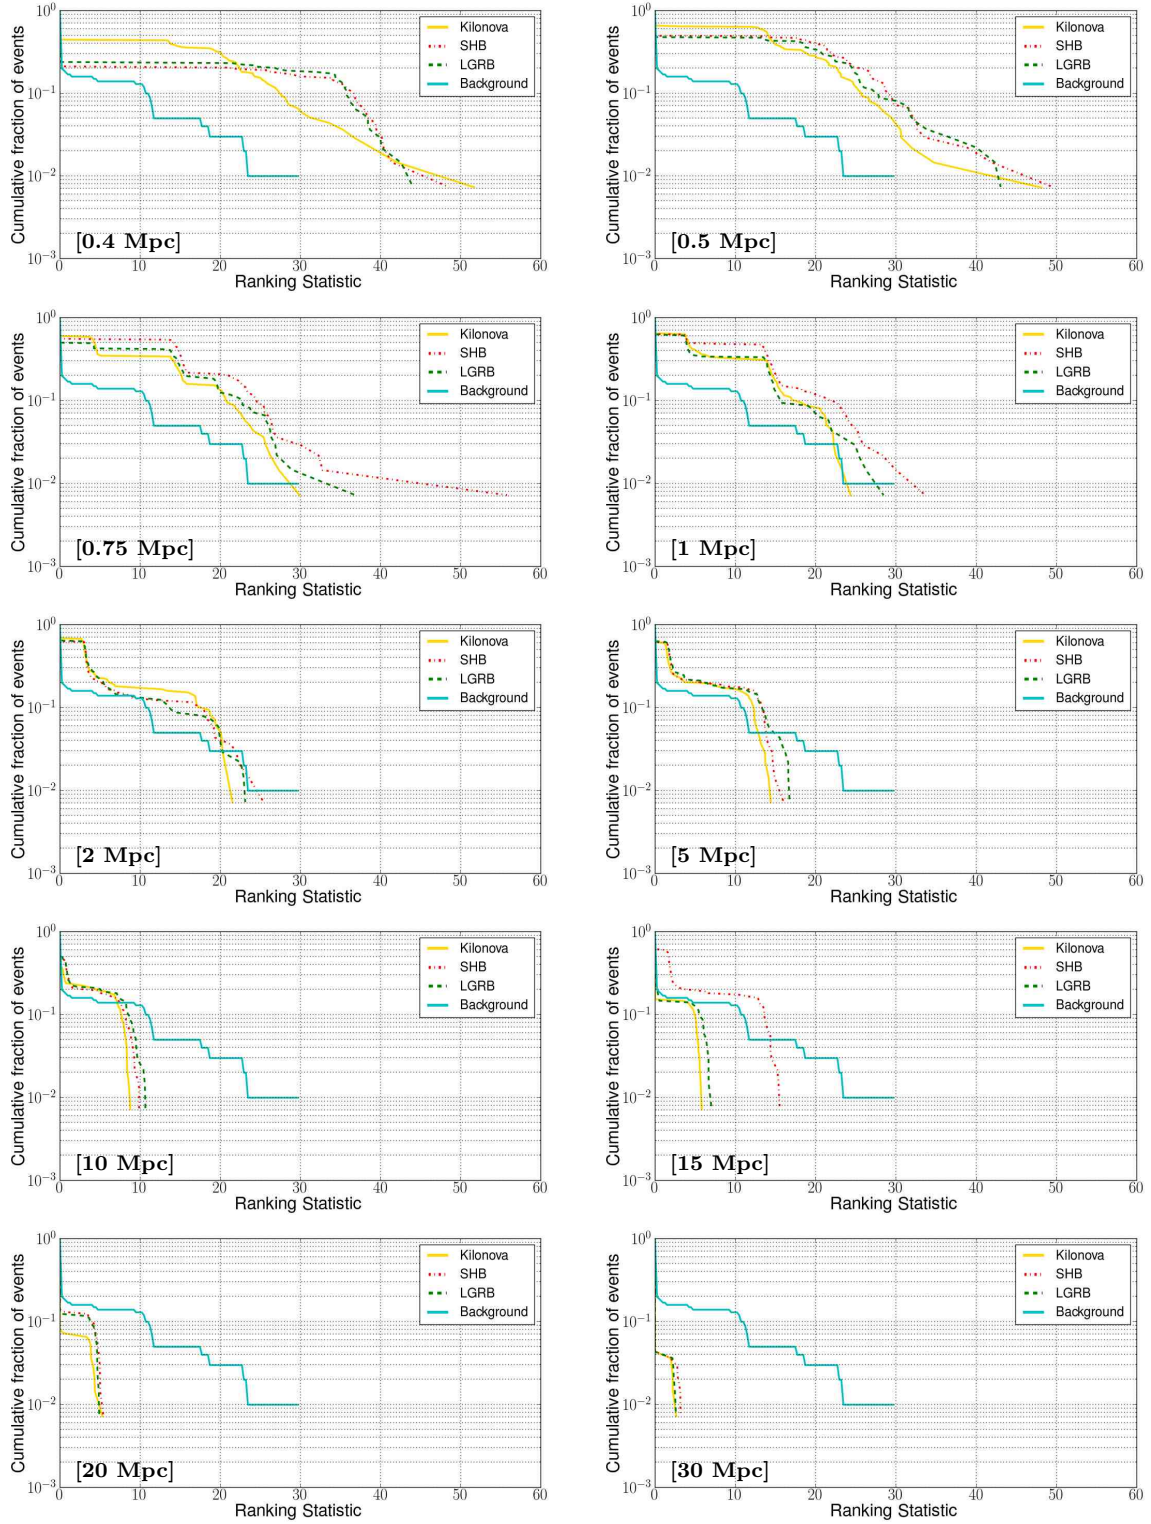 Cumulative fraction of events
10^0
10^-1
10^-2
10^-3
Kilonova
SHB
LGRB
Background
[0.4 Mpc]
0 10 20 30 40 50 60
Ranking Statistic
Cumulative fraction of events
10^0
10^-1
10^-2
10^-3
Kilonova
SHB
LGRB
Background
[0.5 Mpc]
0 10 20 30 40 50 60
Ranking Statistic
Cumulative fraction of events
10^0
10^-1
10^-2
10^-3
Kilonova
SHB
LGRB
Background
[0.75 Mpc]
0 10 20 30 40 50 60
Ranking Statistic
Cumulative fraction of events
10^0
10^-1
10^-2
10^-3
Kilonova
SHB
LGRB
Background
[1 Mpc]
0 10 20 30 40 50 60
Ranking Statistic
Cumulative fraction of events
10^0
10^-1
10^-2
10^-3
Kilonova
SHB
LGRB
Background
[2 Mpc]
0 10 20 30 40 50 60
Ranking Statistic
Cumulative fraction of events
10^0
10^-1
10^-2
10^-3
Kilonova
SHB
LGRB
Background
[5 Mpc]
0 10 20 30 40 50 60
Ranking Statistic
Cumulative fraction of events
10^0
10^-1
10^-2
10^-3
Kilonova
SHB
LGRB
Background
[10 Mpc]
0 10 20 30 40 50 60
Ranking Statistic
Cumulative fraction of events
10^0
10^-1
10^-2
10^-3
Kilonova
SHB
LGRB
Background
[15 Mpc]
0 10 20 30 40 50 60
Ranking Statistic
Cumulative fraction of events
10^0
10^-1
10^-2
10^-3
Kilonova
SHB
LGRB
Background
[20 Mpc]
0 10 20 30 40 50 60
Ranking Statistic
Cumulative fraction of events
10^0
10^-1
10^-2
10^-3
Kilonova
SHB
LGRB
Background
[30 Mpc]
0 10 20 30 40 50 60
Ranking Statistic